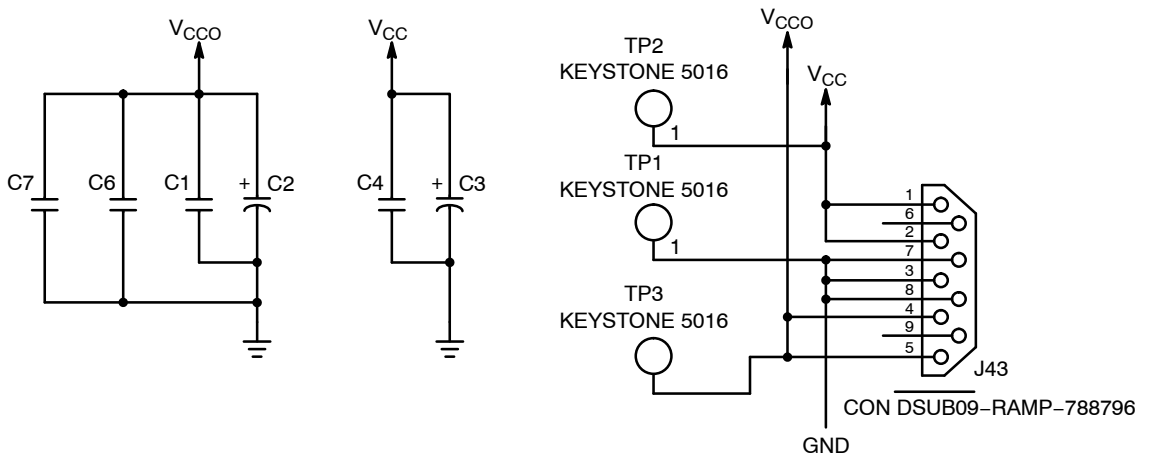 VCCO
C7
C6
C1
+ C2
VCC
C4
+ C3
TP2
KEYSTONE 5016
1
TP1
KEYSTONE 5016
1
TP3
KEYSTONE 5016
VCCO
VCC
1
6
2
7
3
8
4
9
5
J43
CON DSUB09−RAMP−788796
GND